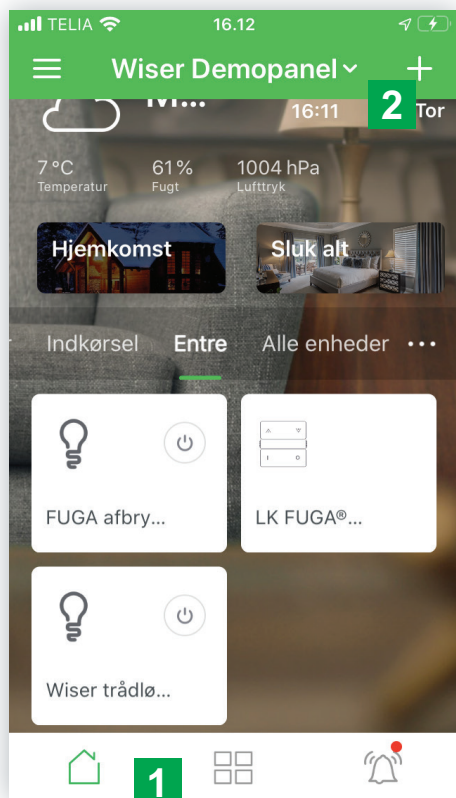 TELIA 16.12
Wiser Demopanel
2
M... 16:11 Tor
7 °C 61 % 1004 hPa
Temperatur Fugt Lufttryk
Hjemkomst Sluk alt
Indkørsel Entre Alle enheder ...
FUGA afbry... LK FUGA®...
Wiser trådlø...
1